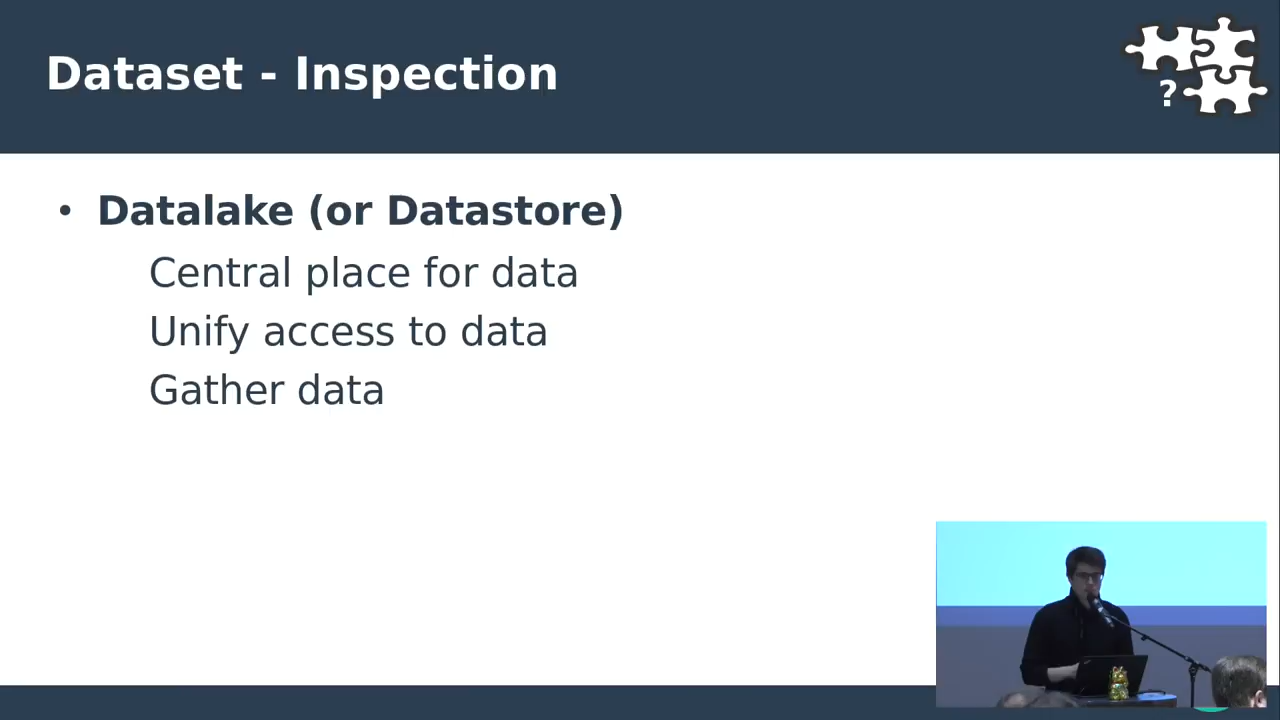 Dataset - Inspection
?
• Datalake (or Datastore)
Central place for data
Unify access to data
Gather data